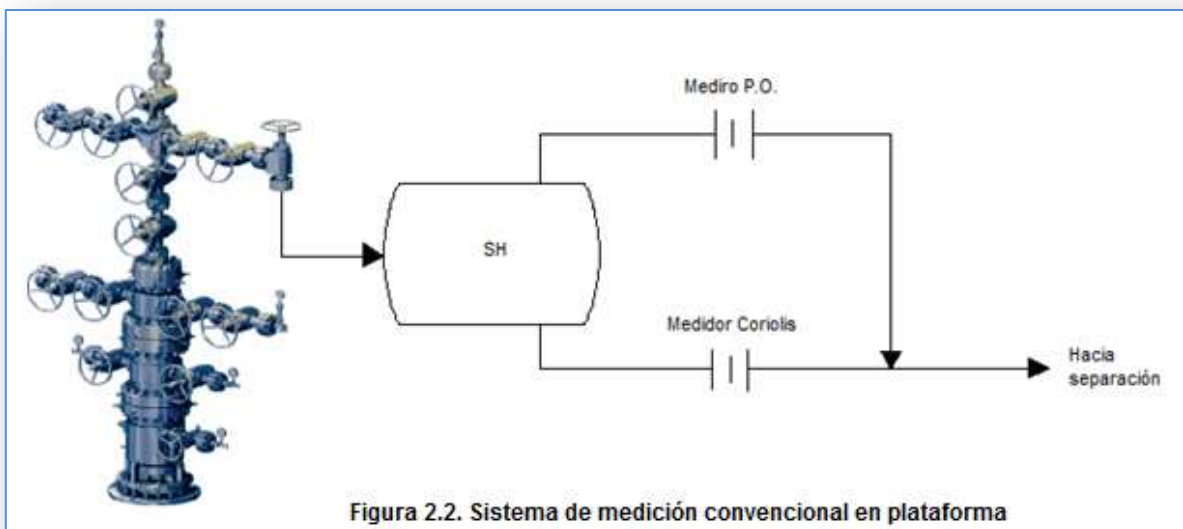 Mediro P.O.
SH
Medidor Coriolis
Hacia
separación
Figura 2.2. Sistema de medición convencional en plataforma